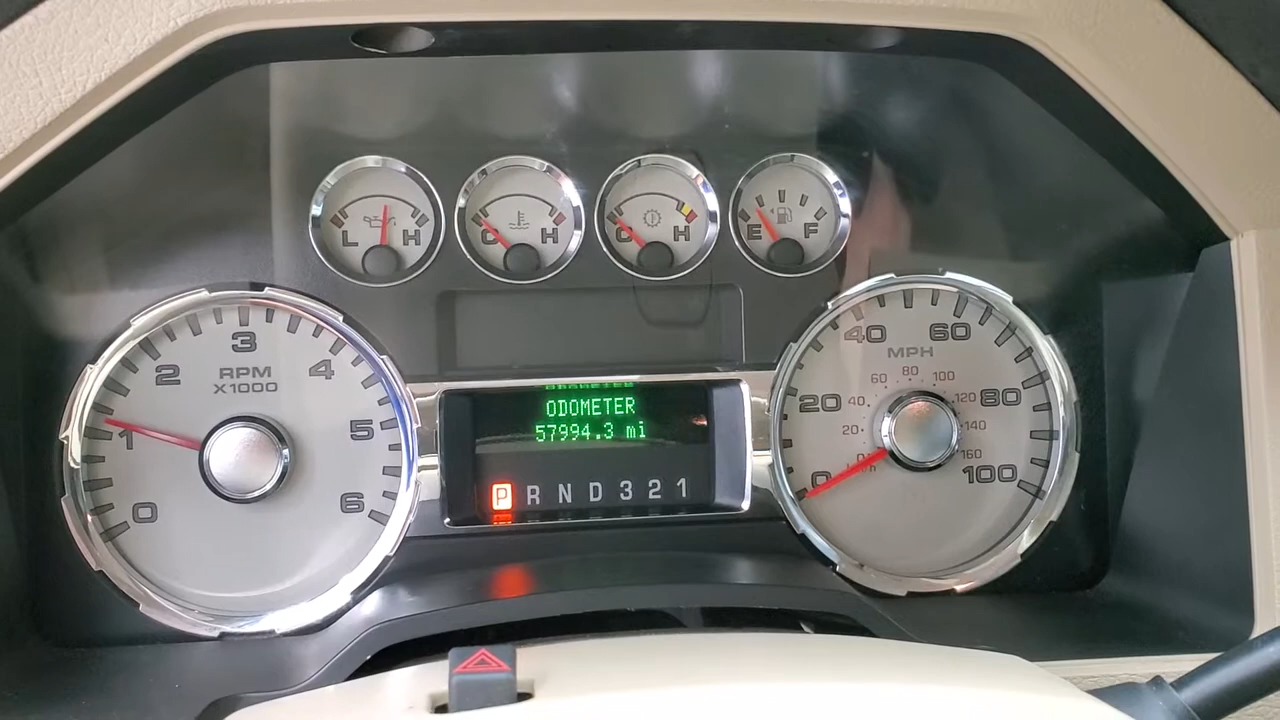 L H
C H
C H
E F
0 1 2 3 4 5 6
RPM
X1000
ODOMETER
57994.3 mi
P R N D 3 2 1
0 20 40 60 80 100
MPH
20 40 60 80 100 120 140 160